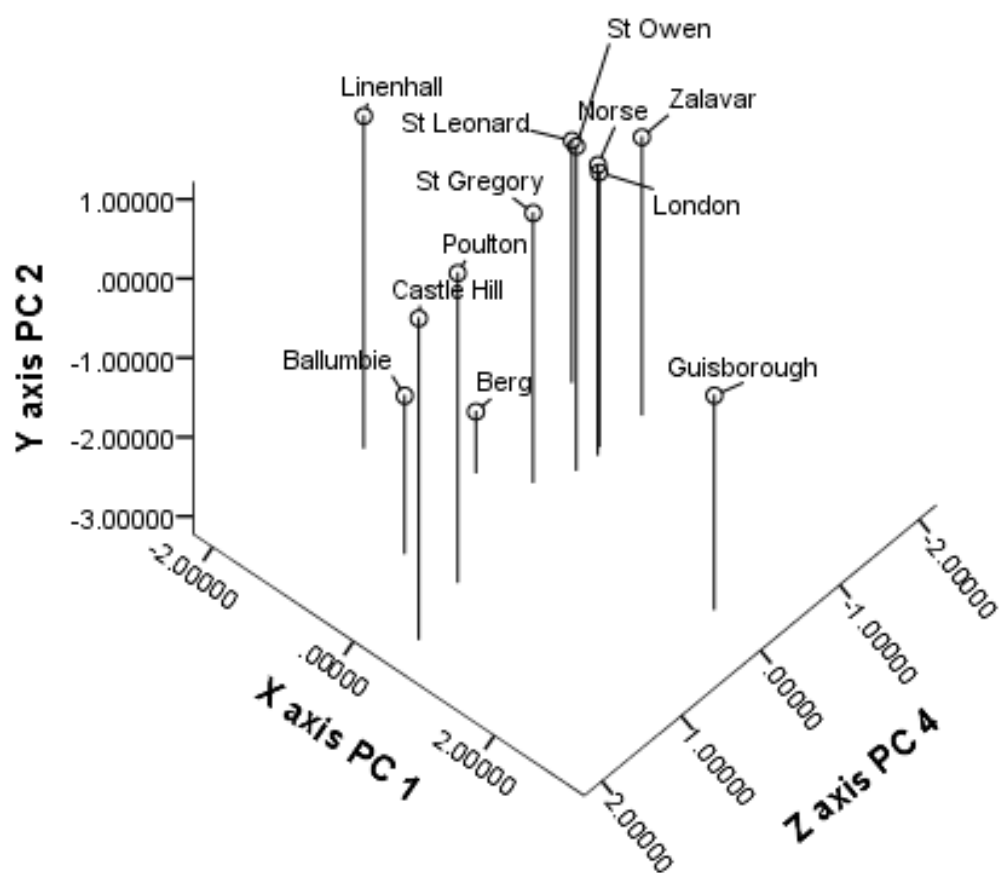 St Owen
Linenhall
Norse
Zalavar
St Leonard
St Gregory
London
Poulton
Castle Hill
Ballumbie
Berg
Guisborough
Y axis PC 2
1.00000
.00000
-1.00000
-2.00000
-3.00000
-2.00000
.00000
2.00000
X axis PC 1
-2.00000
-1.00000
.00000
1.00000
2.00000
Z axis PC 4